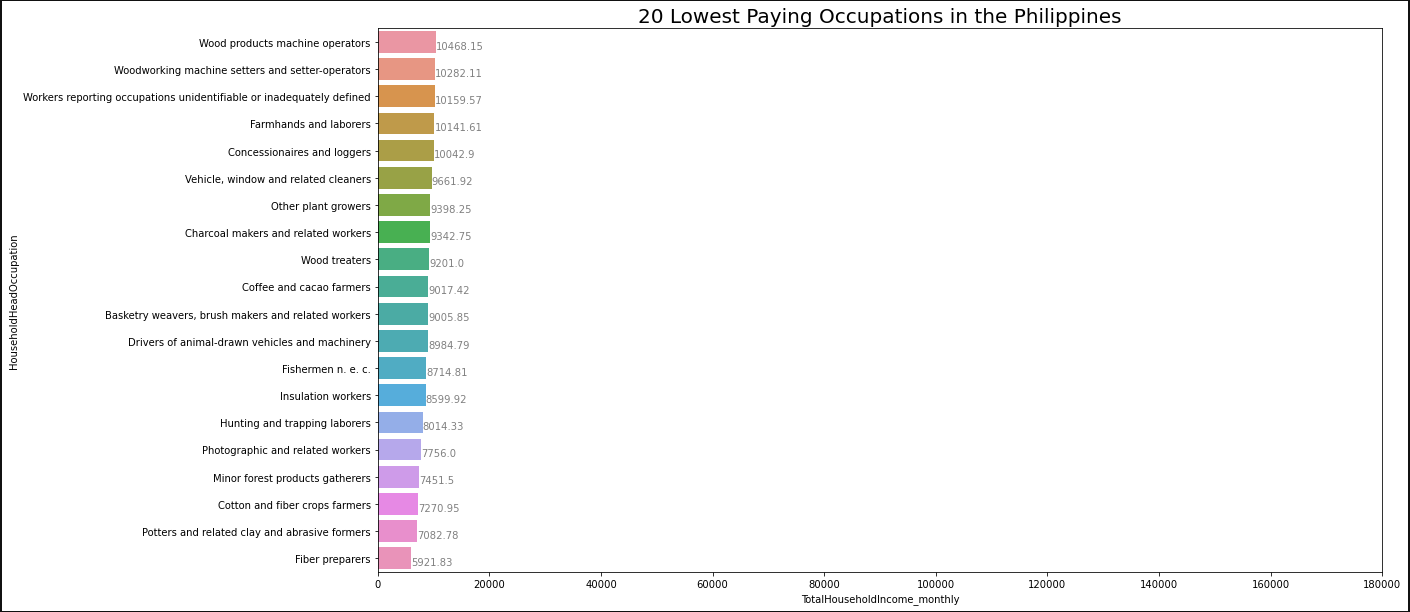 20 Lowest Paying Occupations in the Philippines
HouseholdHeadOccupation
Wood products machine operators 10468.15
Woodworking machine setters and setter-operators 10282.11
Workers reporting occupations unidentifiable or inadequately defined 10159.57
Farmhands and laborers 10141.61
Concessionaires and loggers 10042.9
Vehicle, window and related cleaners 9661.92
Other plant growers 9398.25
Charcoal makers and related workers 9342.75
Wood treaters 9201.0
Coffee and cacao farmers 9017.42
Basketry weavers, brush makers and related workers 9005.85
Drivers of animal-drawn vehicles and machinery 8984.79
Fishermen n. e. c. 8714.81
Insulation workers 8599.92
Hunting and trapping laborers 8014.33
Photographic and related workers 7756.0
Minor forest products gatherers 7451.5
Cotton and fiber crops farmers 7270.95
Potters and related clay and abrasive formers 7082.78
Fiber preparers 5921.83
0 20000 40000 60000 80000 100000 120000 140000 160000 180000
TotalHouseholdIncome_monthly